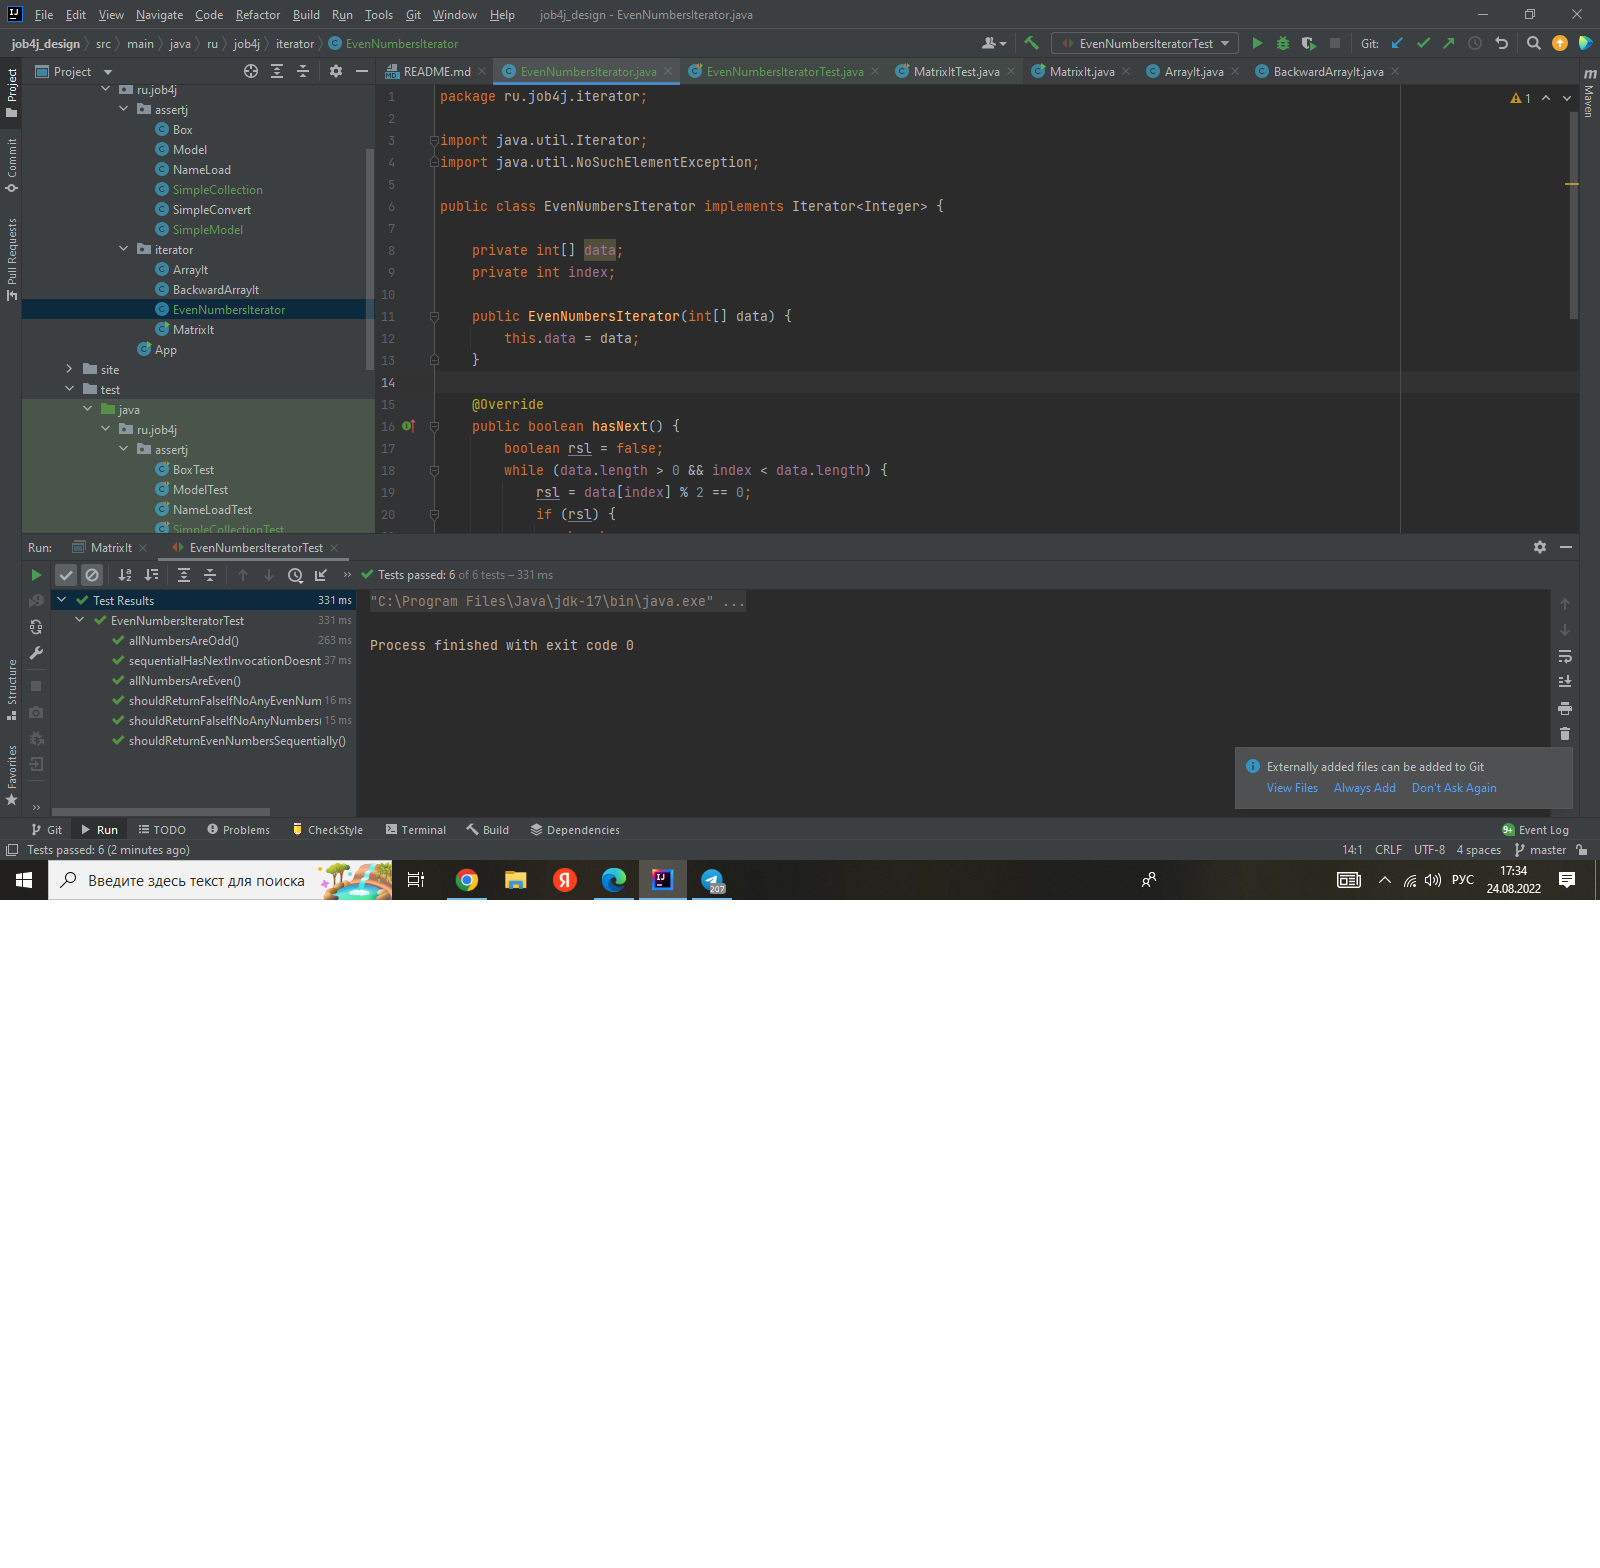 File Edit View Navigate Code Refactor Build Run Tools Git Window Help job4j_design - EvenNumbersIterator.java
job4j_design src main java ru job4j iterator EvenNumbersIterator
EvenNumbersIteratorTest
Git:
Project
README.md EvenNumbersIterator.java EvenNumbersIteratorTest.java MatrixItTest.java MatrixIt.java ArrayIt.java BackwardArrayIt.java
Project
Commit
Pull Requests
Structure
Favorites
m Maven
ru.job4j
assertj
Box
Model
NameLoad
SimpleCollection
SimpleConvert
SimpleModel
iterator
ArrayIt
BackwardArrayIt
EvenNumbersIterator
MatrixIt
App
site
test
java
ru.job4j
assertj
BoxTest
ModelTest
NameLoadTest
SimpleCollectionTest
1 package ru.job4j.iterator;
2
3 import java.util.Iterator;
4 import java.util.NoSuchElementException;
5
6 public class EvenNumbersIterator implements Iterator<Integer> {
7
8 private int[] data;
9 private int index;
10
11 public EvenNumbersIterator(int[] data) {
12 this.data = data;
13 }
14
15 @Override
16 public boolean hasNext() {
17 boolean rsl = false;
18 while (data.length > 0 && index < data.length) {
19 rsl = data[index] % 2 == 0;
20 if (rsl) {
1
Run: MatrixIt EvenNumbersIteratorTest
Tests passed: 6 of 6 tests – 331 ms
Test Results 331 ms
EvenNumbersIteratorTest 331 ms
allNumbersAreOdd() 263 ms
sequentialHasNextInvocationDoesnt 37 ms
allNumbersAreEven()
shouldReturnFalseIfNoAnyEvenNum 16 ms
shouldReturnFalseIfNoAnyNumbers( 15 ms
shouldReturnEvenNumbersSequentially()
"C:\Program Files\Java\jdk-17\bin\java.exe" ...
Process finished with exit code 0
Externally added files can be added to Git
View Files Always Add Don't Ask Again
Git Run TODO Problems CheckStyle Terminal Build Dependencies
9+ Event Log
Tests passed: 6 (2 minutes ago)
14:1 CRLF UTF-8 4 spaces master
Введите здесь текст для поиска
Я
IJ
207
РУС
17:34
24.08.2022